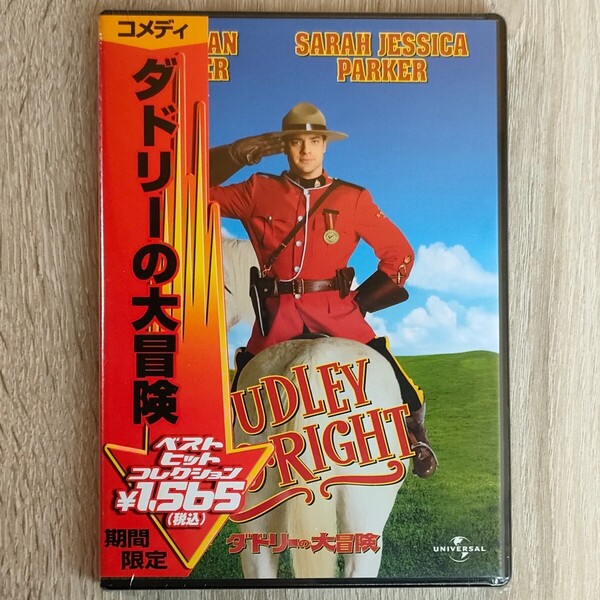 コメディ
ダドリーの大冒険
SARAH JESSICA
PARKER
UDLEY
RIGHT
ダドリーの大冒険
ベスト
ヒット
コレクション
¥1,565
(税込)
期間
限定
UNIVERSAL